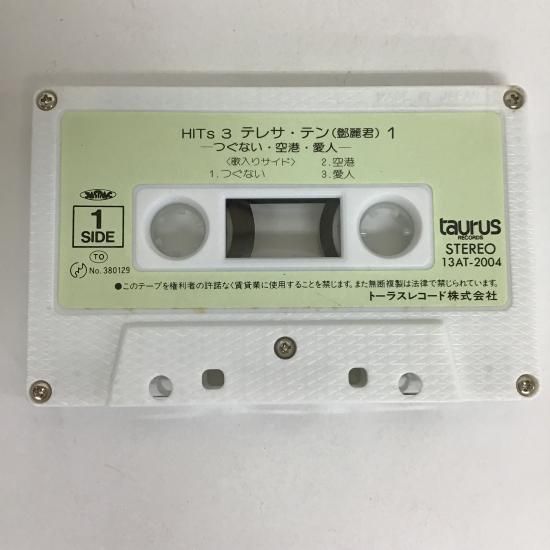 HITs 3 テレサ・テン(鄧麗君) 1
—つぐない・空港・愛人—
〈歌入りサイド〉 2.空港
1.つぐない 3.愛人
1
SIDE
TO
No.380129
taurus
RECORDS
STEREO
13AT-2004
●このテープを権利者の許諾なく賃貸業に使用することを禁じます。また無断複製は法律で禁じられています。
トーラスレコード株式会社